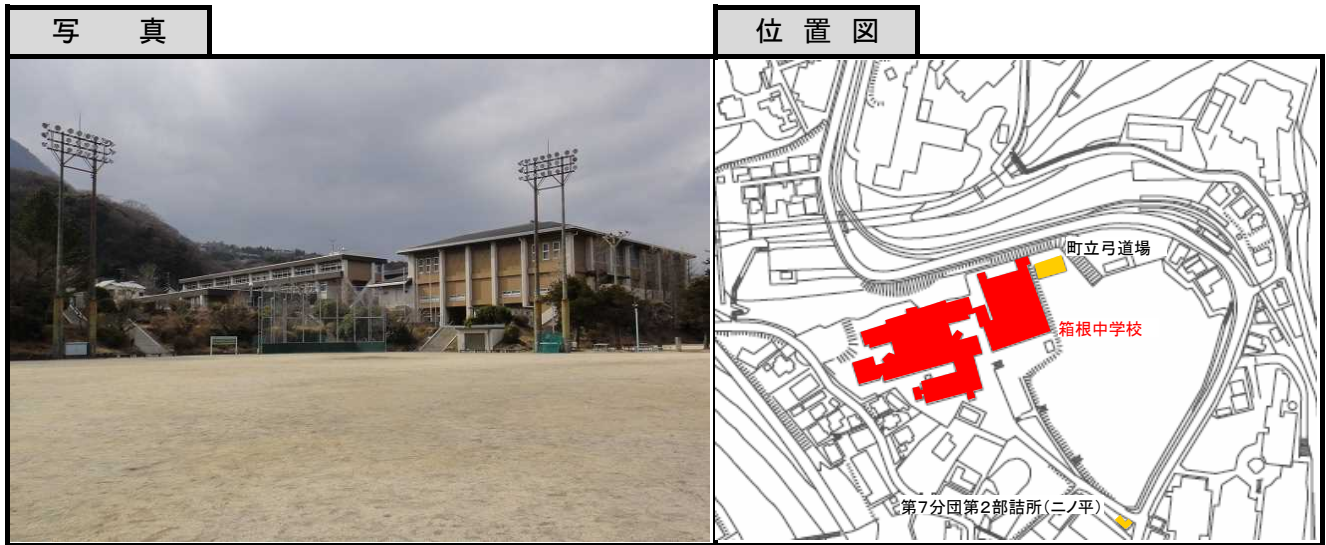 写 真
位 置 図
町立弓道場
箱根中学校
第7分団第2部詰所(二ノ平)